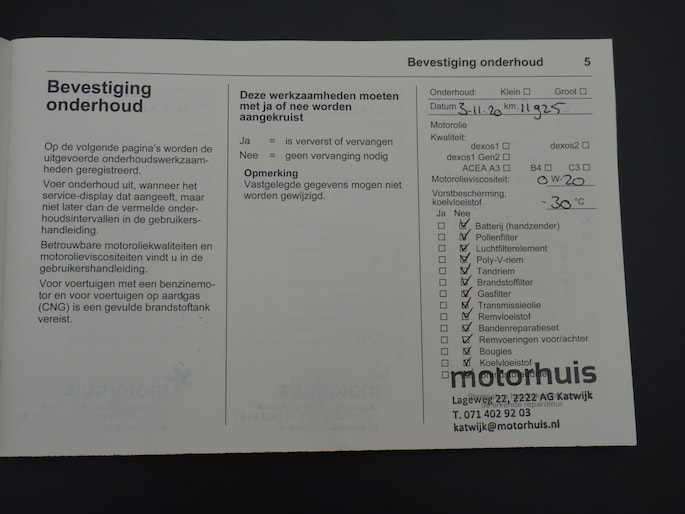 Bevestiging onderhoud 5
Bevestiging
onderhoud
Op de volgende pagina's worden de
uitgevoerde onderhoudswerkzaam-
heden geregistreerd.
Voer onderhoud uit, wanneer het
service-display dat aangeeft, maar
niet later dan de vermelde onder-
houdsintervallen in de gebruikers-
handleiding.
Betrouwbare motoroliekwaliteiten en
motorolieviscositeiten vindt u in de
gebruikershandleiding.
Voor voertuigen met een benzinemo-
tor en voor voertuigen op aardgas
(CNG) is een gevulde brandstoftank
vereist.
Deze werkzaamheden moeten
met ja of nee worden
aangekruist
Ja = is ververst of vervangen
Nee = geen vervanging nodig
Opmerking
Vastgelegde gegevens mogen niet
worden gewijzigd.
Onderhoud: Klein ☐ Groot ☐
Datum 3-11-20 km 11925
Motorolie
Kwaliteit:
dexos1 ☐ dexos2 ☐
dexos1 Gen2 ☐
ACEA A3 ☐ B4 ☐ C3 ☐
Motorolieviscositeit: 0 W-20
Vorstbescherming,
koelvloeistof - 30 °C
Ja Nee
☐ ☑ Batterij (handzender)
☐ ☑ Pollenfilter
☐ ☑ Luchtfilterelement
☐ ☑ Poly-V-riem
☐ ☑ Tandriem
☐ ☑ Brandstoffilter
☐ ☑ Gasfilter
☐ ☑ Transmissieolie
☐ ☑ Remvloeistof
☐ ☑ Bandenreparatieset
☐ ☑ Remvoeringen voor/achter
☐ ☑ Bougies
☐ ☑ Koelvloeistof
motorhuis
Lageweg 22, 2222 AG Katwijk
T. 071 402 92 03
katwijk@motorhuis.nl